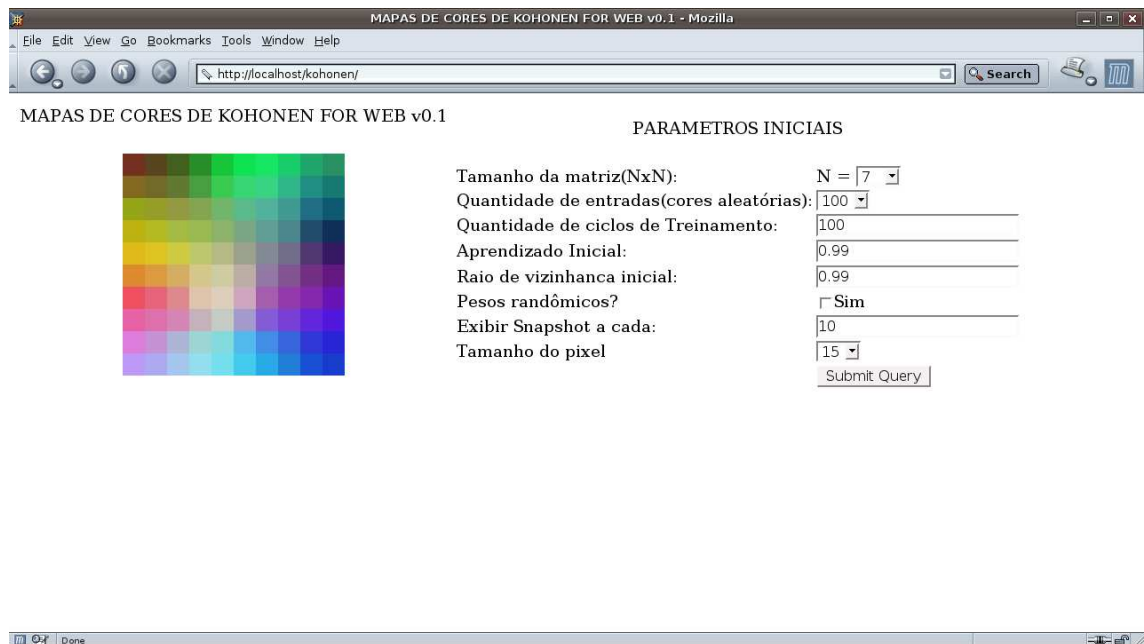 MAPAS DE CORES DE KOHONEN FOR WEB v0.1 - Mozilla
File Edit View Go Bookmarks Tools Window Help
http://localhost/kohonen/
Search
MAPAS DE CORES DE KOHONEN FOR WEB v0.1
PARAMETROS INICIAIS
Tamanho da matriz(NxN): N = 7
Quantidade de entradas(cores aleatórias): 100
Quantidade de ciclos de Treinamento: 100
Aprendizado Inicial: 0.99
Raio de vizinhanca inicial: 0.99
Pesos randômicos? Sim
Exibir Snapshot a cada: 10
Tamanho do pixel 15
Submit Query
Done